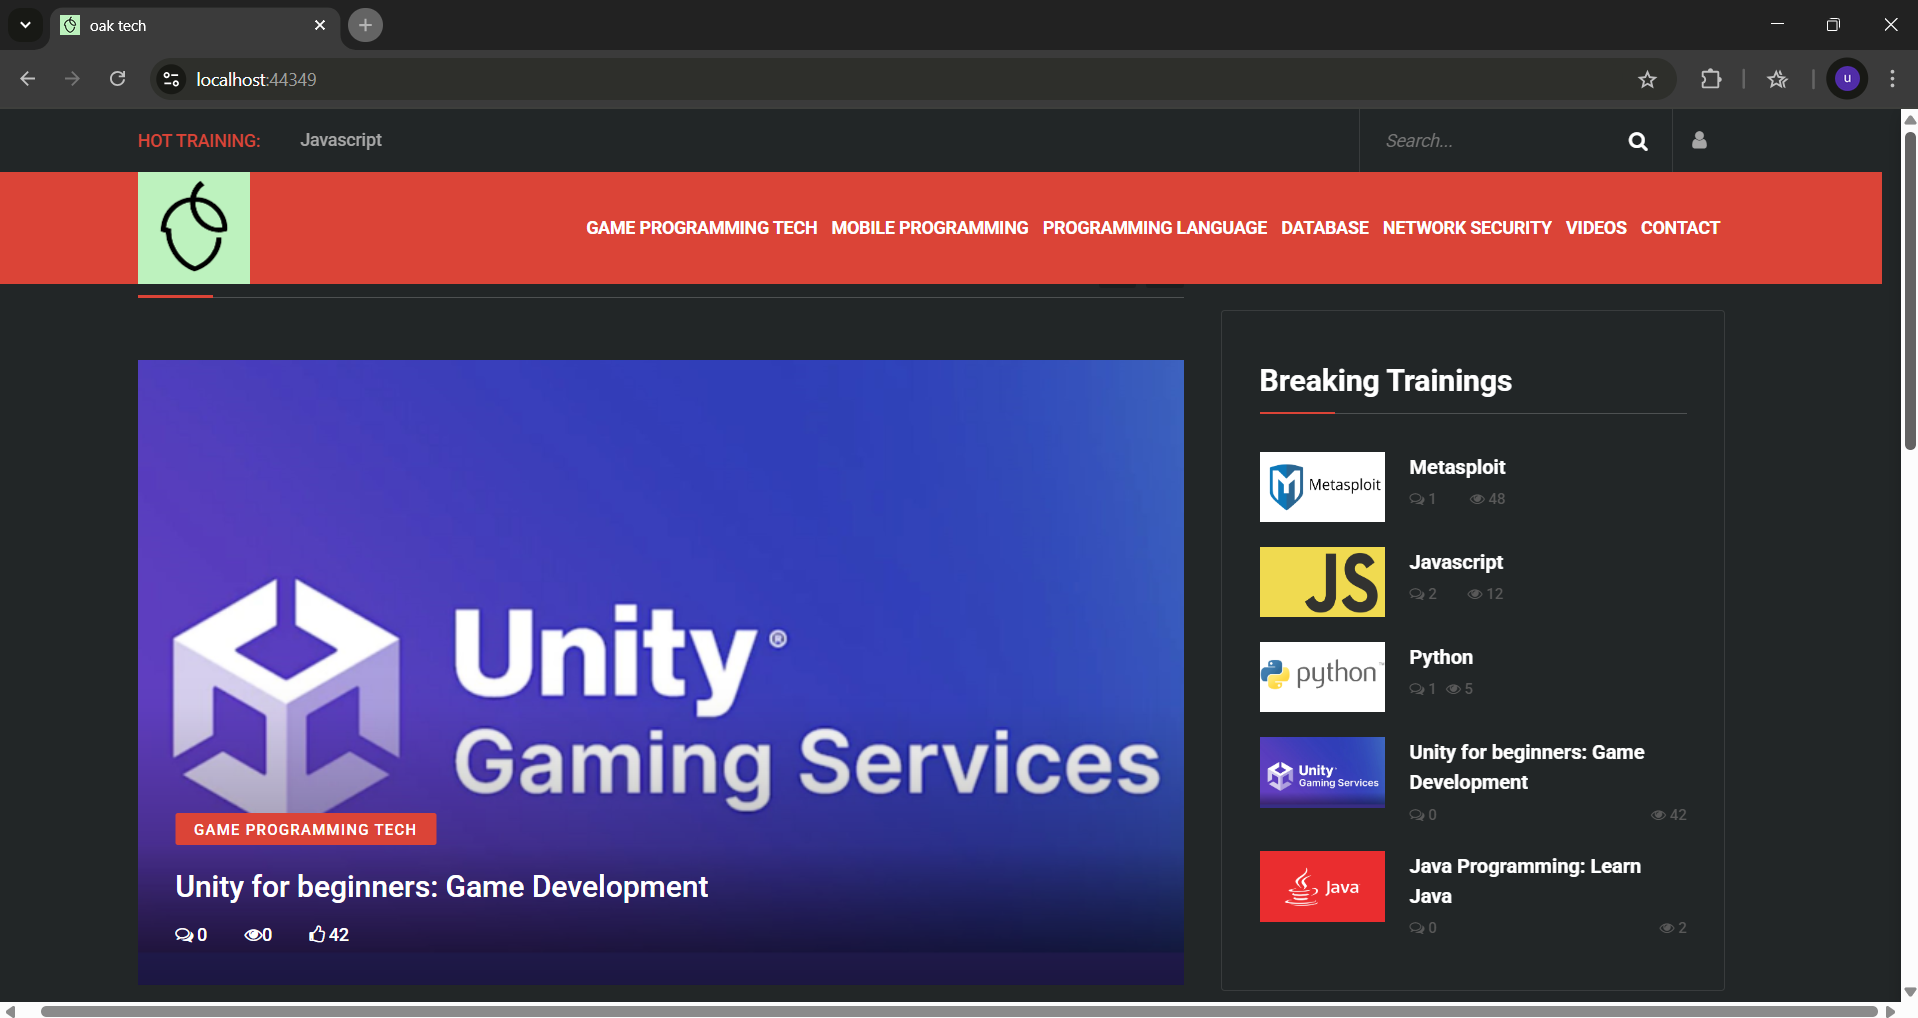 oak tech
localhost:44349
u
HOT TRAINING:
Javascript
Search...
GAME PROGRAMMING TECH
MOBILE PROGRAMMING
PROGRAMMING LANGUAGE
DATABASE
NETWORK SECURITY
VIDEOS
CONTACT
Unity®
Gaming Services
GAME PROGRAMMING TECH
Unity for beginners: Game Development
0 0 42
Breaking Trainings
Metasploit
Metasploit
1 48
JS
Javascript
2 12
python™
Python
1 5
Unity
Gaming Services
Unity for beginners: Game
Development
0 42
Java
Java Programming: Learn
Java
0 2